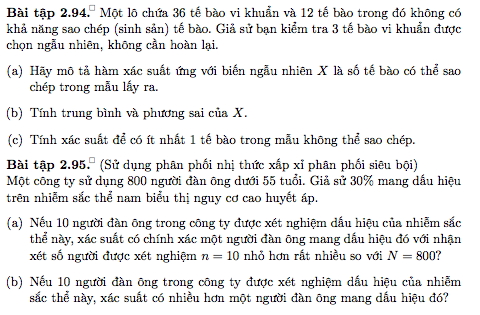 Bài tập 2.94. Một lô chứa 36 tế bào vi khuẩn và 12 tế bào trong đó không có
khả năng sao chép (sinh sản) tế bào. Giả sử bạn kiểm tra 3 tế bào vi khuẩn được
chọn ngẫu nhiên, không cần hoàn lại.
(a) Hãy mô tả hàm xác suất ứng với biến ngẫu nhiên X là số tế bào có thể sao
chép trong mẫu lấy ra.
(b) Tính trung bình và phương sai của X.
(c) Tính xác suất để có ít nhất 1 tế bào trong mẫu không thể sao chép.
Bài tập 2.95. (Sử dụng phân phối nhị thức xấp xỉ phân phối siêu bội)
Một công ty sử dụng 800 người đàn ông dưới 55 tuổi. Giả sử 30% mang dấu hiệu
trên nhiễm sắc thể nam biểu thị nguy cơ cao huyết áp.
(a) Nếu 10 người đàn ông trong công ty được xét nghiệm dấu hiệu của nhiễm sắc
thể này, xác suất có chính xác một người đàn ông mang dấu hiệu đó với nhận
xét số người được xét nghiệm n = 10 nhỏ hơn rất nhiều so với N = 800?
(b) Nếu 10 người đàn ông trong công ty được xét nghiệm dấu hiệu của nhiễm
sắc thể này, xác suất có nhiều hơn một người đàn ông mang dấu hiệu đó?